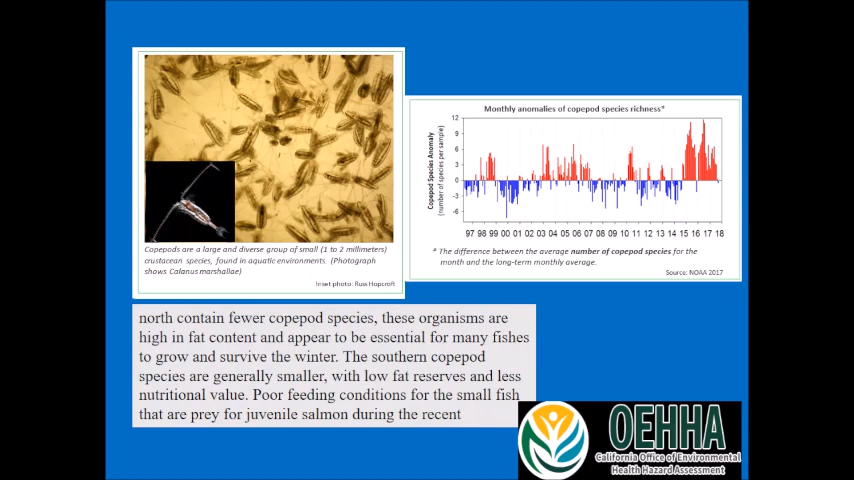 Copepods are a large and diverse group of small (1 to 2 millimeters)
crustacean species, found in aquatic environments. (Photograph
shows Calanus marshallae)
Inset photo: Russ Hopcroft
Monthly anomalies of copepod species richness*
Copepod Species Anomaly
(number of species per sample)
12
9
6
3
0
-3
-6
97 98 99 00 01 02 03 04 05 06 07 08 09 10 11 12 13 14 15 16 17 18
* The difference between the average number of copepod species for the
month and the long-term monthly average.
Source: NOAA 2017
north contain fewer copepod species, these organisms are
high in fat content and appear to be essential for many fishes
to grow and survive the winter. The southern copepod
species are generally smaller, with low fat reserves and less
nutritional value. Poor feeding conditions for the small fish
that are prey for juvenile salmon during the recent
OEHHA
California Office of Environmental
Health Hazard Assessment